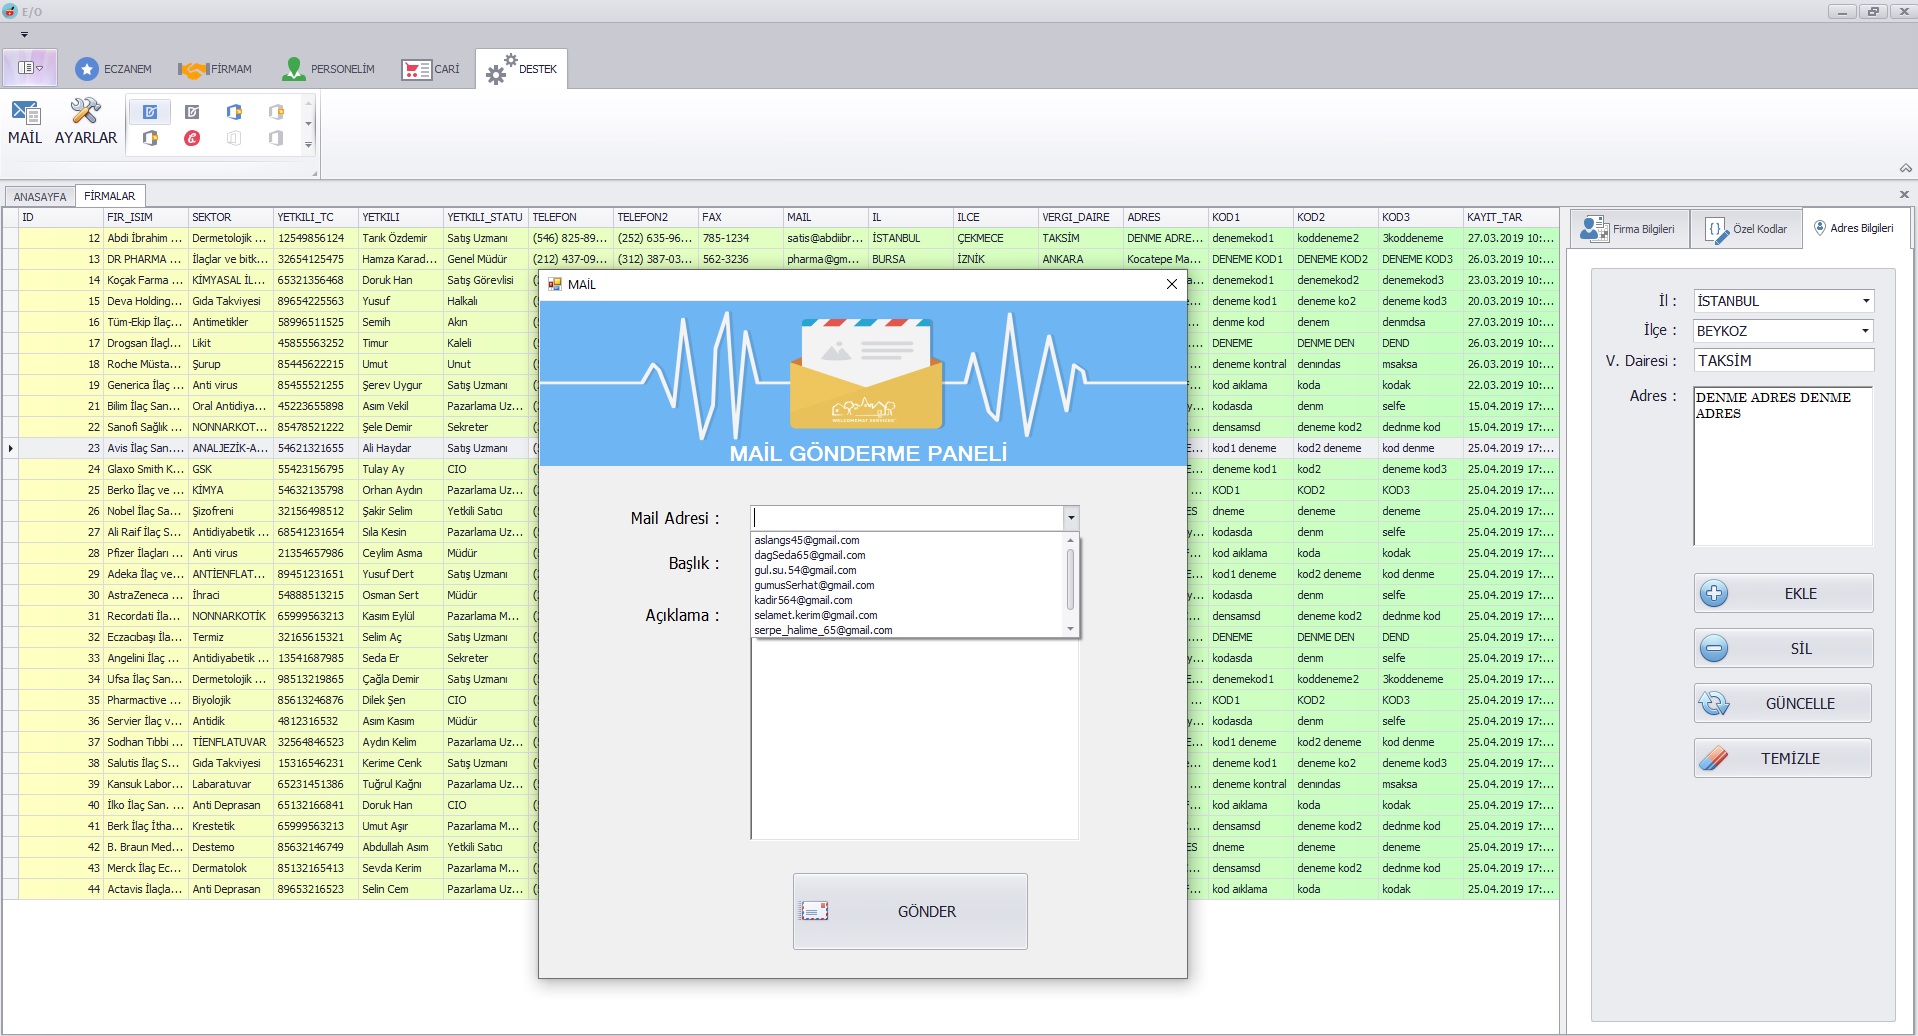 E/O
ECZANEM FİRMAM PERSONELİM CARİ DESTEK
MAİL AYARLAR
ANASAYFA FİRMALAR
ID FIR_ISIM SEKTOR YETKILI_TC YETKILI YETKILI_STATU TELEFON TELEFON2 FAX MAIL IL ILCE VERGI_DAIRE ADRES KOD1 KOD2 KOD3 KAYIT_TAR
12 Abdi İbrahim ... Dermetolojik ... 12549856124 Tarık Özdemir Satış Uzmanı (546) 825-89... (252) 635-96... 785-1234 satis@abdiibr... İSTANBUL ÇEKMECE TAKSİM DENME ADRE... denemekod1 koddeneme2 3koddeneme 27.03.2019 10:...
13 DR PHARMA ... İlaçlar ve bitk... 32654125475 Hamza Karad... Genel Müdür (212) 437-09... (312) 387-03... 562-3236 pharma@gm... BURSA İZNİK ANKARA Kocatepe Ma... DENEME KOD1 DENEME KOD2 DENEME KOD3 26.03.2019 10:...
14 Koçak Farma ... KİMYASAL İL... 65321356468 Doruk Han Satış Görevlisi denemekod1 denemekod2 denemekod3 23.03.2019 10:...
15 Deva Holding... Gıda Takviyesi 89654225563 Yusuf Halkalı deneme kod1 deneme ko2 deneme kod3 20.03.2019 10:...
16 Tüm-Ekip İlaç... Antimetikler 58996511525 Semih Akın denme kod denem denmdsa 27.03.2019 10:...
17 Drogsan İlaçl... Likit 45855563252 Timur Kaleli DENEME DENME DEN DEND 26.03.2019 10:...
18 Roche Müsta... Şurup 85445622215 Umut Unut deneme kontral denındas msaksa 26.03.2019 10:...
19 Generica İlaç ... Anti virus 85455521255 Şerev Uygur Satış Uzmanı kod aıklama koda kodak 22.03.2019 10:...
21 Bilim İlaç San... Oral Antidiya... 45223655898 Asım Vekil Pazarlama Uz... kodasda denm selfe 15.04.2019 10:...
22 Sanofi Sağlık ... NONNARKOT... 85478521222 Şele Demir Sekreter densamsd deneme kod2 dednme kod 15.04.2019 10:...
23 Avis İlaç San.... ANALJEZİK-A... 54621321655 Ali Haydar Satış Uzmanı kod1 deneme kod2 deneme kod denme 25.04.2019 17:...
24 Glaxo Smith K... GSK 55423156795 Tulay Ay CIO deneme kod1 kod2 deneme kod3 25.04.2019 17:...
25 Berko İlaç ve ... KİMYA 54632135798 Orhan Aydın Pazarlama Uz... KOD1 KOD2 KOD3 25.04.2019 17:...
26 Nobel İlaç Sa... Şizofreni 32156498512 Şakir Selim Yetkili Satıcı dneme deneme deneme 25.04.2019 17:...
27 Ali Raif İlaç S... Antidiyabetik ... 68541231654 Sıla Kesin Pazarlama Uz... kodasda denm selfe 25.04.2019 17:...
28 Pfizer İlaçları ... Anti virus 21354657986 Ceylim Asma Müdür kod aıklama koda kodak 25.04.2019 17:...
29 Adeka İlaç ve... ANTİENFLAT... 89451231651 Yusuf Dert Satış Uzmanı kod1 deneme kod2 deneme kod denme 25.04.2019 17:...
30 AstraZeneca ... İhraci 54888513215 Osman Sert Müdür kodasda denm selfe 25.04.2019 17:...
31 Recordati İla... NONNARKOTİK 65999563213 Kasım Eylül Pazarlama M... densamsd deneme kod2 dednme kod 25.04.2019 17:...
32 Eczacıbaşı İla... Termiz 32165615321 Selim Aç Satış Uzmanı DENEME DENME DEN DEND 25.04.2019 17:...
33 Angelini İlaç ... Antidiyabetik ... 13541687985 Seda Er Sekreter kodasda denm selfe 25.04.2019 17:...
34 Ufsa İlaç San... Dermetolojik ... 98513219865 Çağla Demir Satış Uzmanı denemekod1 koddeneme2 3koddeneme 25.04.2019 17:...
35 Pharmactive ... Biyolojik 85613246876 Dilek Şen CIO KOD1 KOD2 KOD3 25.04.2019 17:...
36 Servier İlaç v... Antidik 4812316532 Asım Kasım Müdür kodasda denm selfe 25.04.2019 17:...
37 Sodhan Tıbbi ... TİENFLATUVAR 32564846523 Aydın Kelim Pazarlama Uz... kod1 deneme kod2 deneme kod denme 25.04.2019 17:...
38 Salutis İlaç S... Gıda Takviyesi 15316546231 Kerime Cenk Pazarlama Uz... deneme kod1 deneme ko2 deneme kod3 25.04.2019 17:...
39 Kansuk Labor... Labaratuvar 65231451386 Tuğrul Kağnı Pazarlama Uz... deneme kontral denındas msaksa 25.04.2019 17:...
40 İlko İlaç San. ... Anti Deprasan 65132166841 Doruk Han CIO kod aıklama koda kodak 25.04.2019 17:...
41 Berk İlaç İtha... Krestetik 65999563213 Umut Aşır Pazarlama M... densamsd deneme kod2 dednme kod 25.04.2019 17:...
42 B. Braun Med... Destemo 85632146749 Abdullah Asım Yetkili Satıcı dneme deneme deneme 25.04.2019 17:...
43 Merck İlaç Ec... Dermatolok 85132165413 Sevda Kerim Pazarlama M... densamsd deneme kod2 dednme kod 25.04.2019 17:...
44 Actavis İlaçla... Anti Deprasan 89653216523 Selin Cem Pazarlama Uz... kod aıklama koda kodak 25.04.2019 17:...
MAİL
MAİL GÖNDERME PANELİ
Mail Adresi :
aslangs45@gmail.com
dagSeda65@gmail.com
gul.su.54@gmail.com
gumusSerhat@gmail.com
kadir564@gmail.com
selamet.kerim@gmail.com
serpe_halime_65@gmail.com
Başlık :
Açıklama :
GÖNDER
Firma Bilgileri Özel Kodlar Adres Bilgileri
İl : İSTANBUL
İlçe : BEYKOZ
V. Dairesi : TAKSİM
Adres : DENME ADRES DENME
ADRES
EKLE
SİL
GÜNCELLE
TEMİZLE